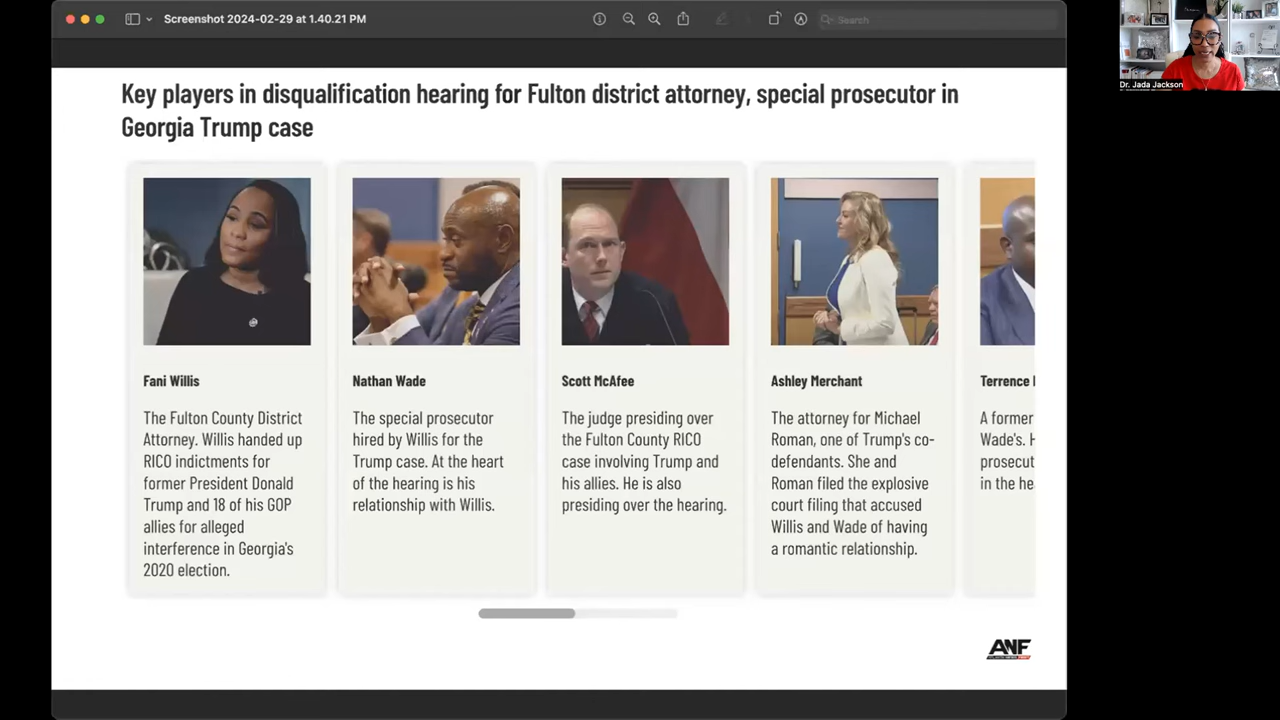 Screenshot 2024-02-29 at 1.40.21 PM
Search
Dr. Jada Jackson
Key players in disqualification hearing for Fulton district attorney, special prosecutor in
Georgia Trump case
Fani Willis
The Fulton County District
Attorney. Willis handed up
RICO indictments for
former President Donald
Trump and 18 of his GOP
allies for alleged
interference in Georgia's
2020 election.
Nathan Wade
The special prosecutor
hired by Willis for the
Trump case. At the heart
of the hearing is his
relationship with Willis.
Scott McAfee
The judge presiding over
the Fulton County RICO
case involving Trump and
his allies. He is also
presiding over the hearing.
Ashley Merchant
The attorney for Michael
Roman, one of Trump's co-
defendants. She and
Roman filed the explosive
court filing that accused
Willis and Wade of having
a romantic relationship.
Terrence
A former
Wade's. H
prosecut
in the he
ANF